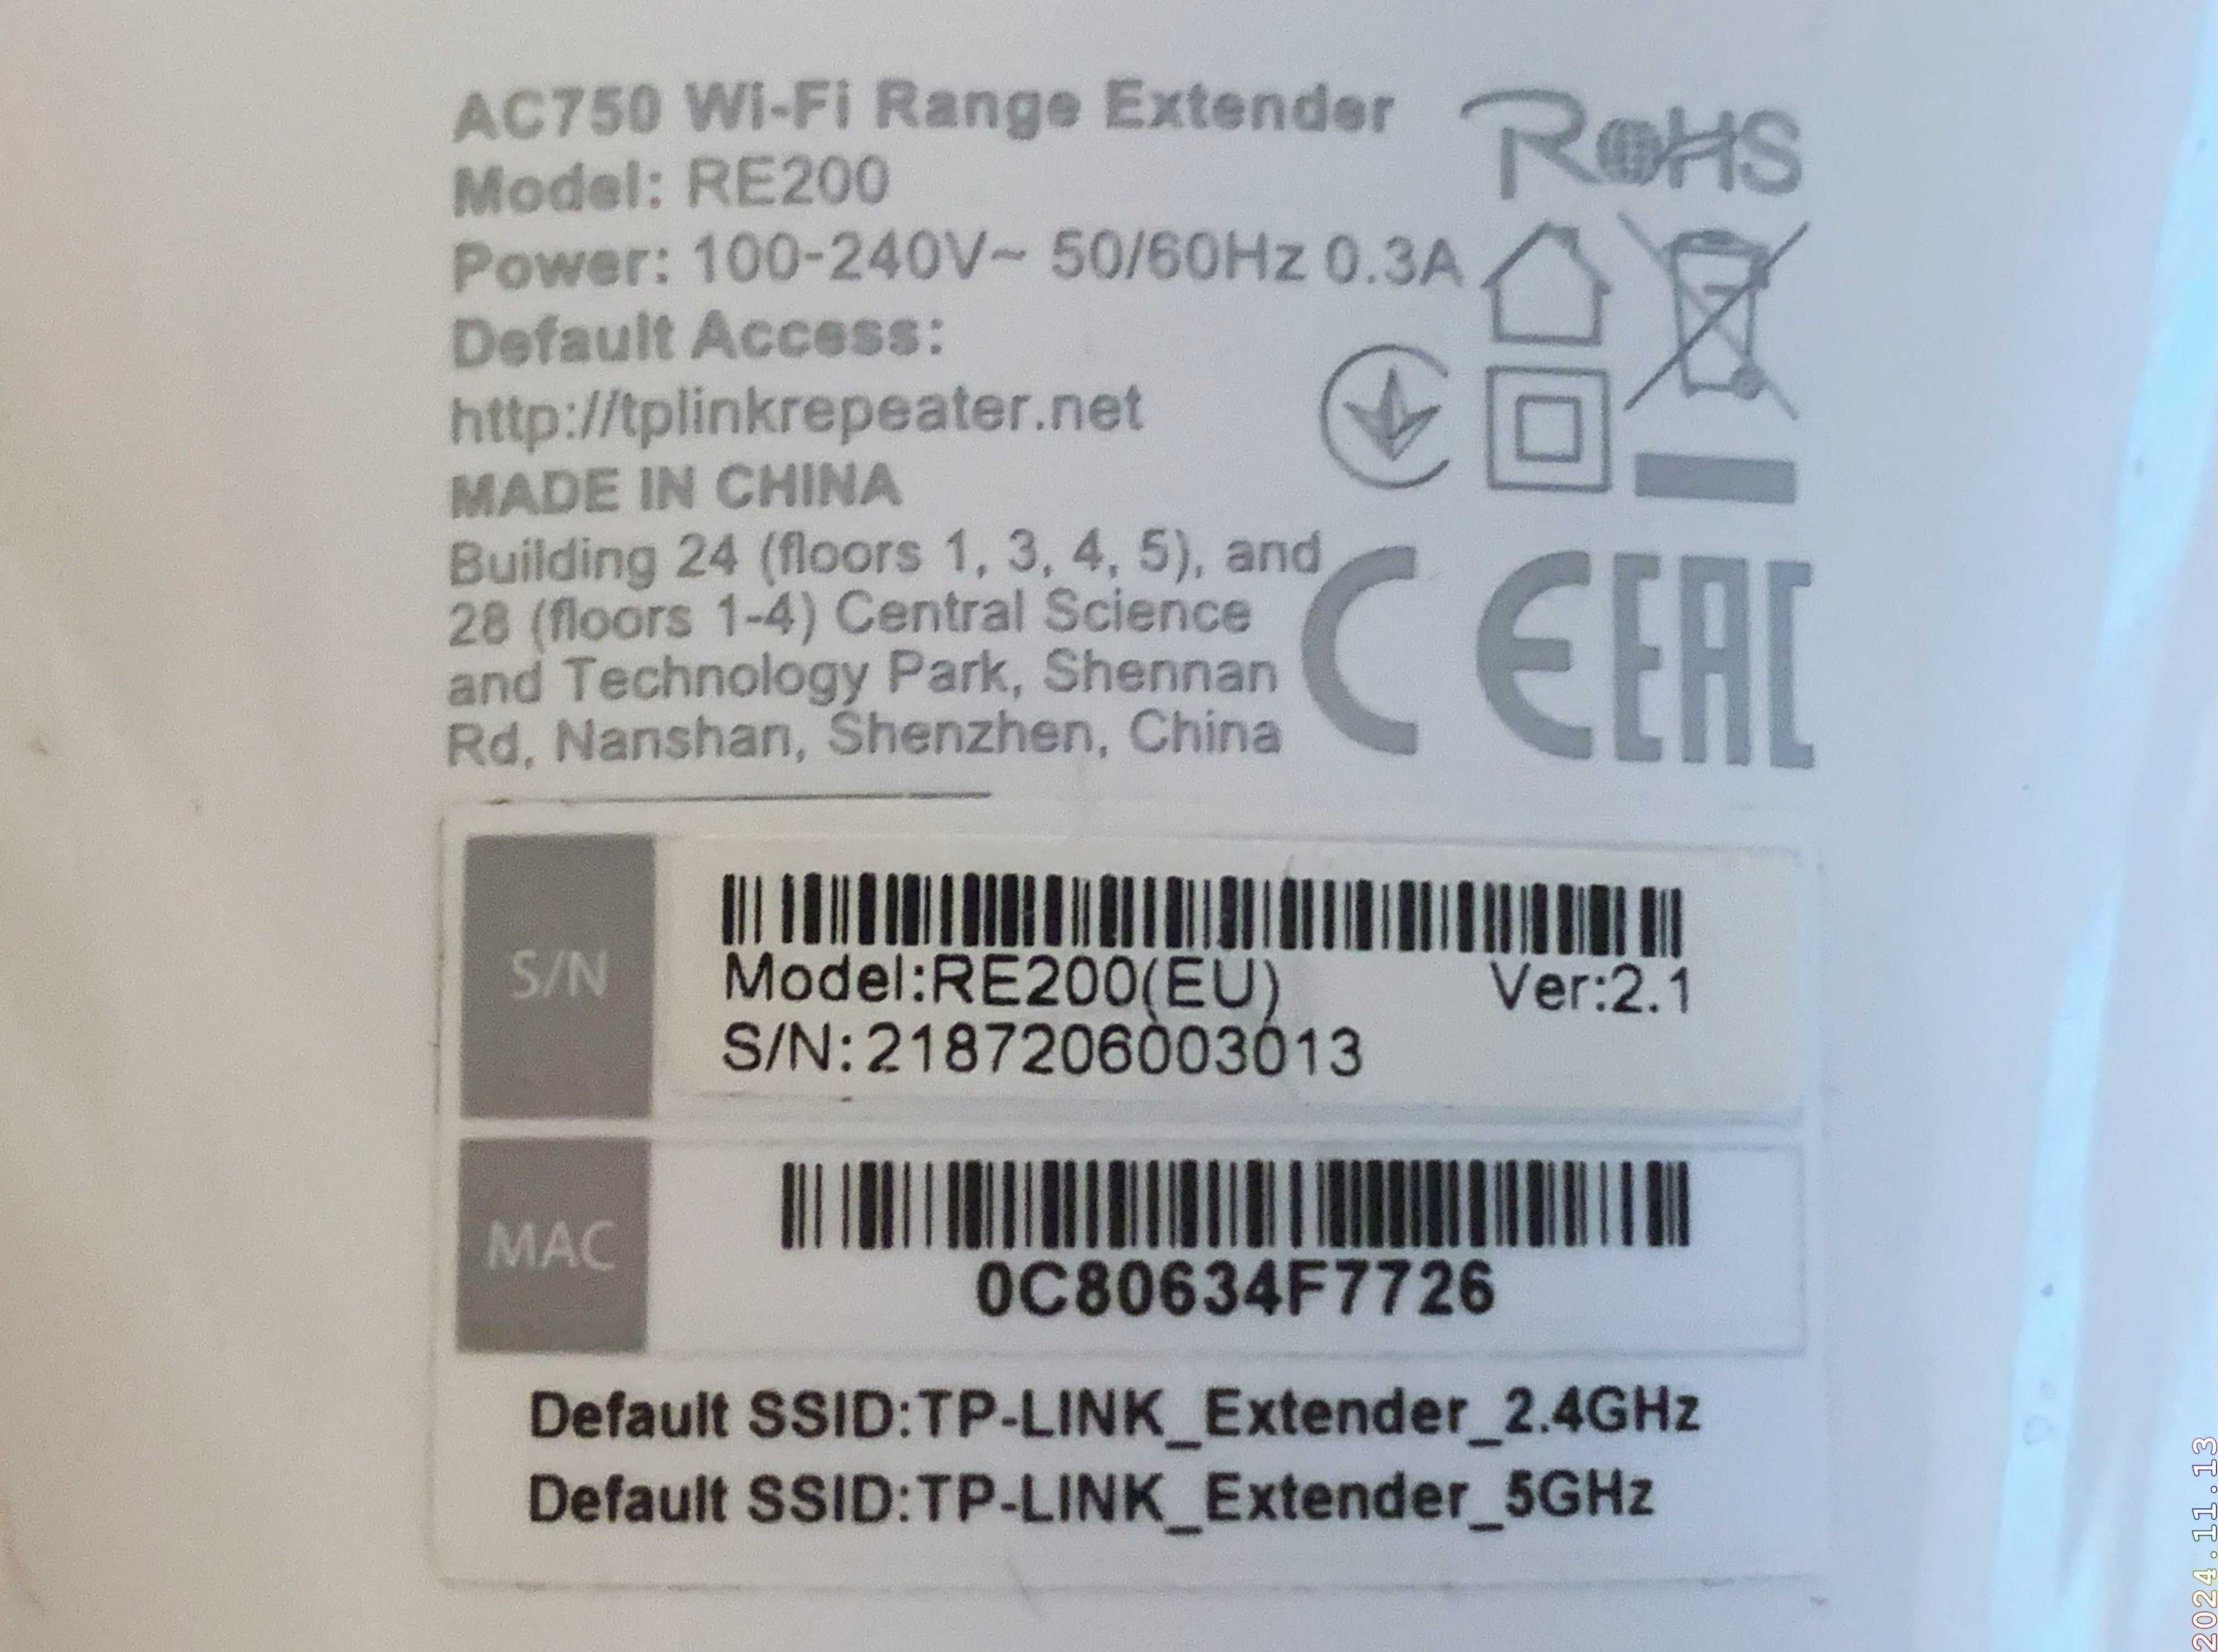 AC750 Wi-Fi Range Extender
RoHS
Model: RE200
Power: 100-240V~ 50/60Hz 0.3A
Default Access:
http://tplinkrepeater.net
MADE IN CHINA
Building 24 (floors 1, 3, 4, 5), and
28 (floors 1-4) Central Science
and Technology Park, Shennan
Rd, Nanshan, Shenzhen, China
CE EAC
S/N
Model:RE200(EU) Ver:2.1
S/N:2187206003013
MAC
0C80634F7726
Default SSID:TP-LINK_Extender_2.4GHz
Default SSID:TP-LINK_Extender_5GHz
2024.11.13